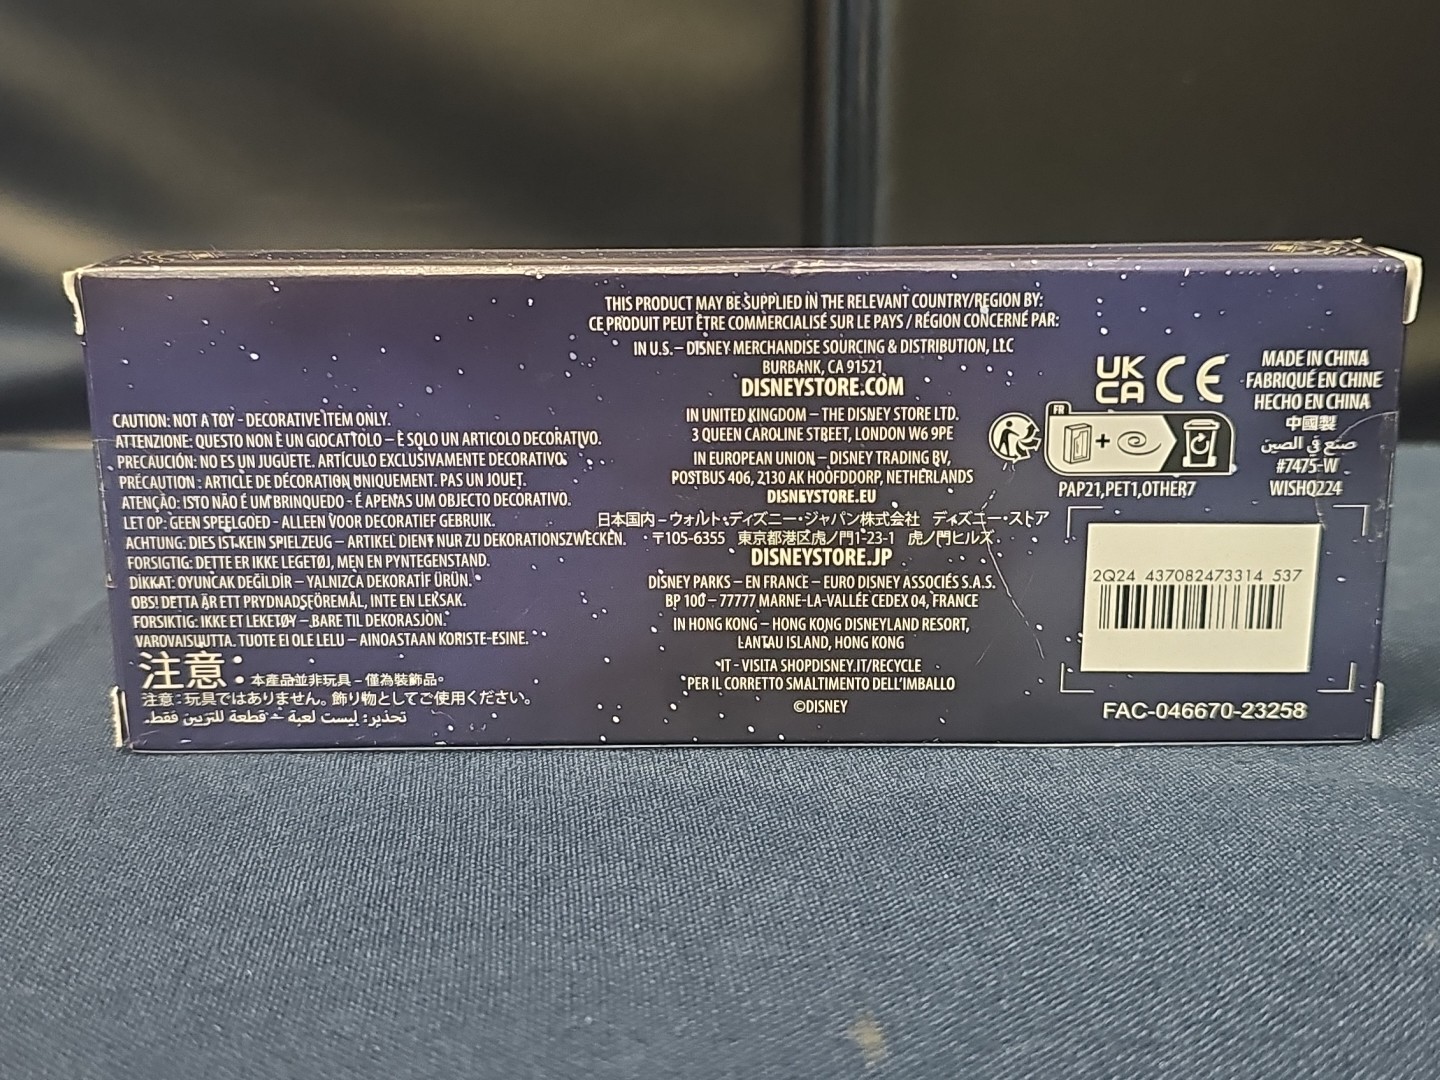 CAUTION: NOT A TOY - DECORATIVE ITEM ONLY.
ATTENZIONE: QUESTO NON È UN GIOCATTOLO – È SOLO UN ARTICOLO DECORATIVO.
PRECAUCIÓN: NO ES UN JUGUETE. ARTÍCULO EXCLUSIVAMENTE DECORATIVO.
PRÉCAUTION : ARTICLE DE DÉCORATION UNIQUEMENT. PAS UN JOUET.
ATENÇÃO: ISTO NÃO É UM BRINQUEDO - É APENAS UM OBJECTO DECORATIVO.
LET OP: GEEN SPEELGOED - ALLEEN VOOR DECORATIEF GEBRUIK.
ACHTUNG: DIES IST KEIN SPIELZEUG – ARTIKEL DIENT NUR ZU DEKORATIONSZWECKEN.
FORSIGTIG: DETTE ER IKKE LEGETØJ, MEN EN PYNTEGENSTAND.
DİKKAT: OYUNCAK DEĞİLDİR – YALNIZCA DEKORATİF ÜRÜN.
OBS! DETTA ÄR ETT PRYDNADSFÖREMÅL, INTE EN LEKSAK.
FORSIKTIG: IKKE ET LEKETØY – BARE TIL DEKORASJON.
VAROVAISUUTTA. TUOTE EI OLE LELU – AINOASTAAN KORISTE-ESINE.
注意：本產品並非玩具 – 僅為裝飾品。
注意：玩具ではありません。飾り物としてご使用ください。
تحذير: ليست لعبة – قطعة للتزيين فقط.
THIS PRODUCT MAY BE SUPPLIED IN THE RELEVANT COUNTRY/REGION BY:
CE PRODUIT PEUT ÊTRE COMMERCIALISÉ SUR LE PAYS / RÉGION CONCERNÉ PAR:
IN U.S. – DISNEY MERCHANDISE SOURCING & DISTRIBUTION, LLC
BURBANK, CA 91521
DISNEYSTORE.COM
IN UNITED KINGDOM – THE DISNEY STORE LTD.
3 QUEEN CAROLINE STREET, LONDON W6 9PE
IN EUROPEAN UNION – DISNEY TRADING BV,
POSTBUS 406, 2130 AK HOOFDDORP, NETHERLANDS
DISNEYSTORE.EU
日本国内 – ウォルト・ディズニー・ジャパン株式会社 ディズニー・ストア
〒105-6355 東京都港区虎ノ門1-23-1 虎ノ門ヒルズ
DISNEYSTORE.JP
DISNEY PARKS – EN FRANCE – EURO DISNEY ASSOCIÉS S.A.S.
BP 100 – 77777 MARNE-LA-VALLÉE CEDEX 04, FRANCE
IN HONG KONG – HONG KONG DISNEYLAND RESORT,
LANTAU ISLAND, HONG KONG
IT - VISITA SHOPDISNEY.IT/RECYCLE
PER IL CORRETTO SMALTIMENTO DELL'IMBALLO
©DISNEY
UK
CA CE
FR
+
PAP21,PET1,OTHER7
MADE IN CHINA
FABRIQUÉ EN CHINE
HECHO EN CHINA
中國製
صنع في الصين
#7475-W
WISHQ224
2Q24 437082473314 537
FAC-046670-23258